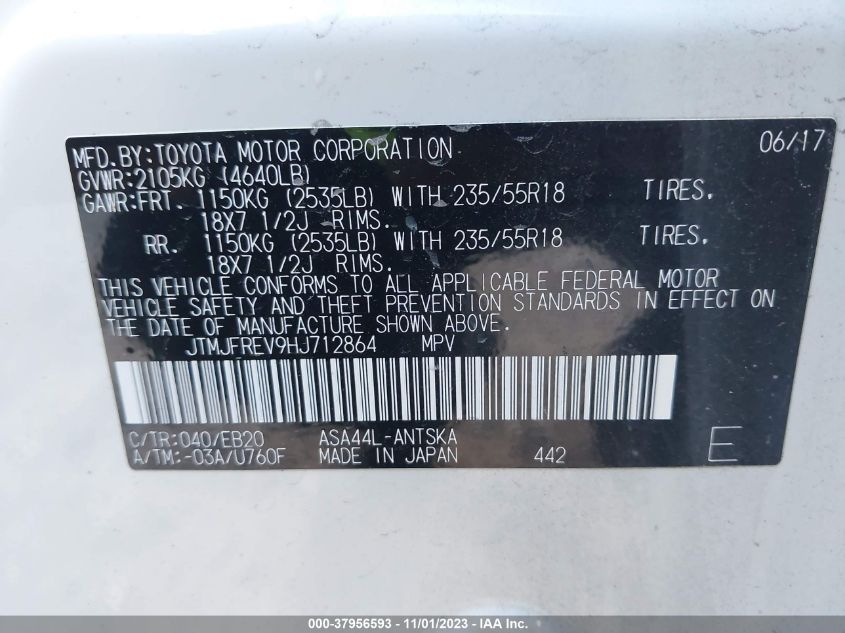 MFD.BY:TOYOTA MOTOR CORPORATION 06/17
GVWR:2105KG (4640LB)
GAWR:FRT. 1150KG (2535LB) WITH 235/55R18 TIRES.
18X7 1/2J RIMS.
RR. 1150KG (2535LB) WITH 235/55R18 TIRES.
18X7 1/2J RIMS.
THIS VEHICLE CONFORMS TO ALL APPLICABLE FEDERAL MOTOR
VEHICLE SAFETY AND THEFT PREVENTION STANDARDS IN EFFECT ON
THE DATE OF MANUFACTURE SHOWN ABOVE.
JTMJFREV9HJ712864 MPV
C/TR:040/EB20 ASA44L-ANTSKA
A/TM:-03A/U760F MADE IN JAPAN 442 E
000-37956593 - 11/01/2023 - IAA Inc.